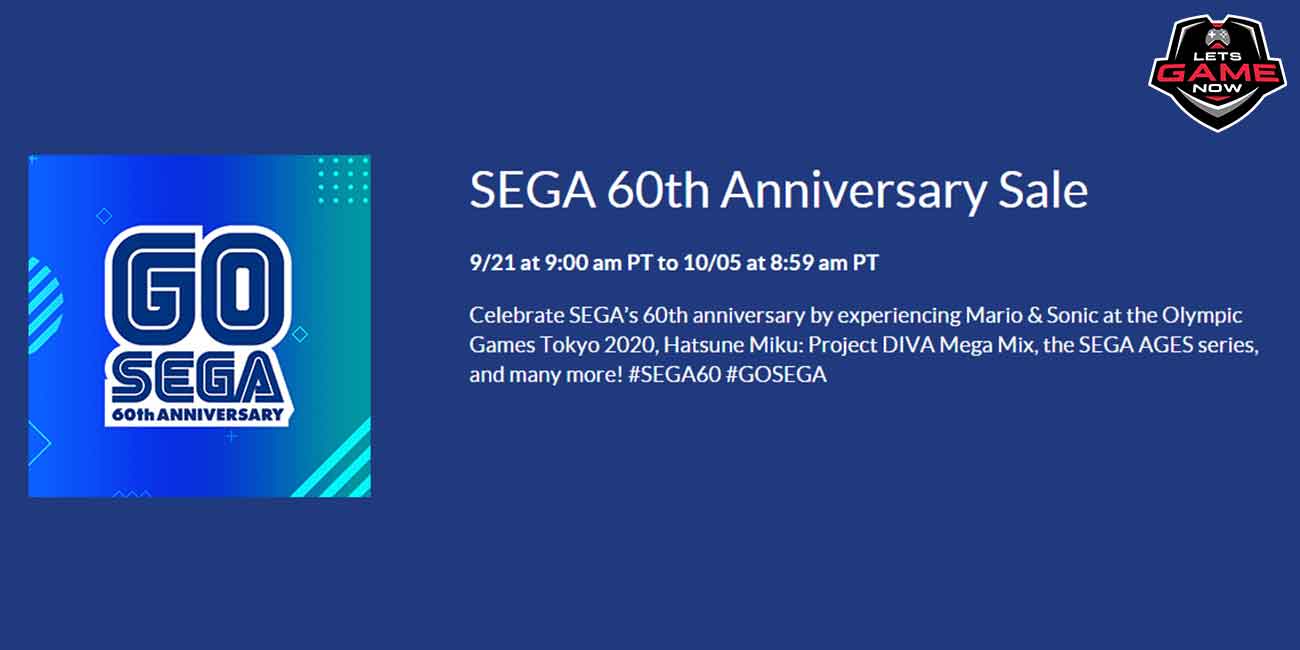 LETS
GAME
NOW
SEGA 60th Anniversary Sale
9/21 at 9:00 am PT to 10/05 at 8:59 am PT
Celebrate SEGA's 60th anniversary by experiencing Mario & Sonic at the Olympic
Games Tokyo 2020, Hatsune Miku: Project DIVA Mega Mix, the SEGA AGES series,
and many more! #SEGA60 #GOSEGA
GO
SEGA
60th ANNIVERSARY